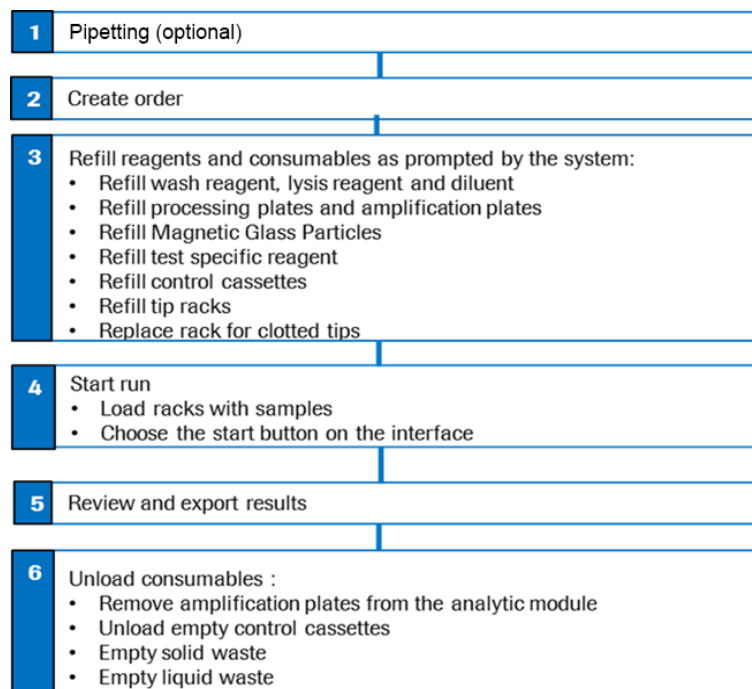 1 Pipetting (optional)
2 Create order
3 Refill reagents and consumables as prompted by the system:
• Refill wash reagent, lysis reagent and diluent
• Refill processing plates and amplification plates
• Refill Magnetic Glass Particles
• Refill test specific reagent
• Refill control cassettes
• Refill tip racks
• Replace rack for clotted tips
4 Start run
• Load racks with samples
• Choose the start button on the interface
5 Review and export results
6 Unload consumables :
• Remove amplification plates from the analytic module
• Unload empty control cassettes
• Empty solid waste
• Empty liquid waste